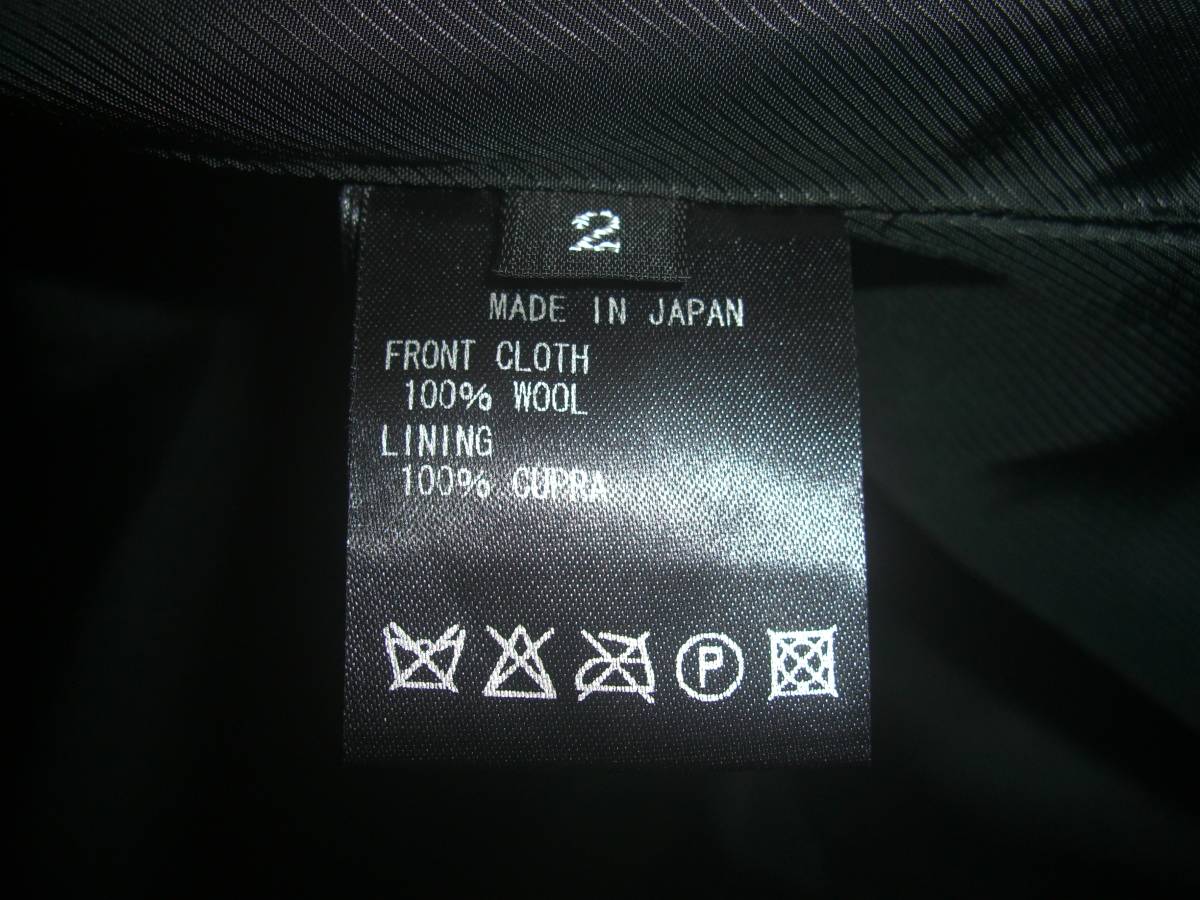 2
MADE IN JAPAN
FRONT CLOTH
100% WOOL
LINING
100% CUPRA
P